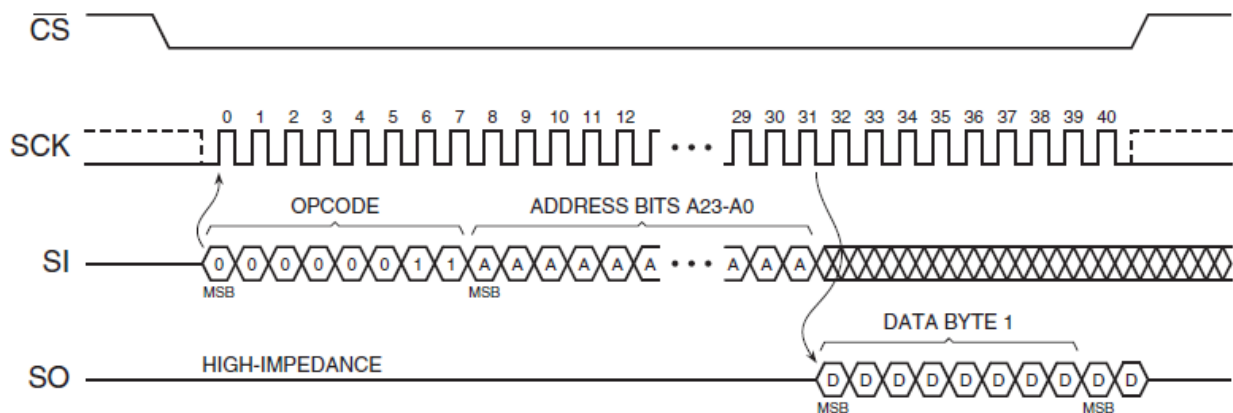 CS
0 1 2 3 4 5 6 7 8 9 10 11 12 29 30 31 32 33 34 35 36 37 38 39 40
SCK
OPCODE ADDRESS BITS A23-A0
SI 0 0 0 0 0 0 1 1 A A A A A A A A A
MSB MSB
DATA BYTE 1
HIGH-IMPEDANCE
SO D D D D D D D D D D
MSB MSB